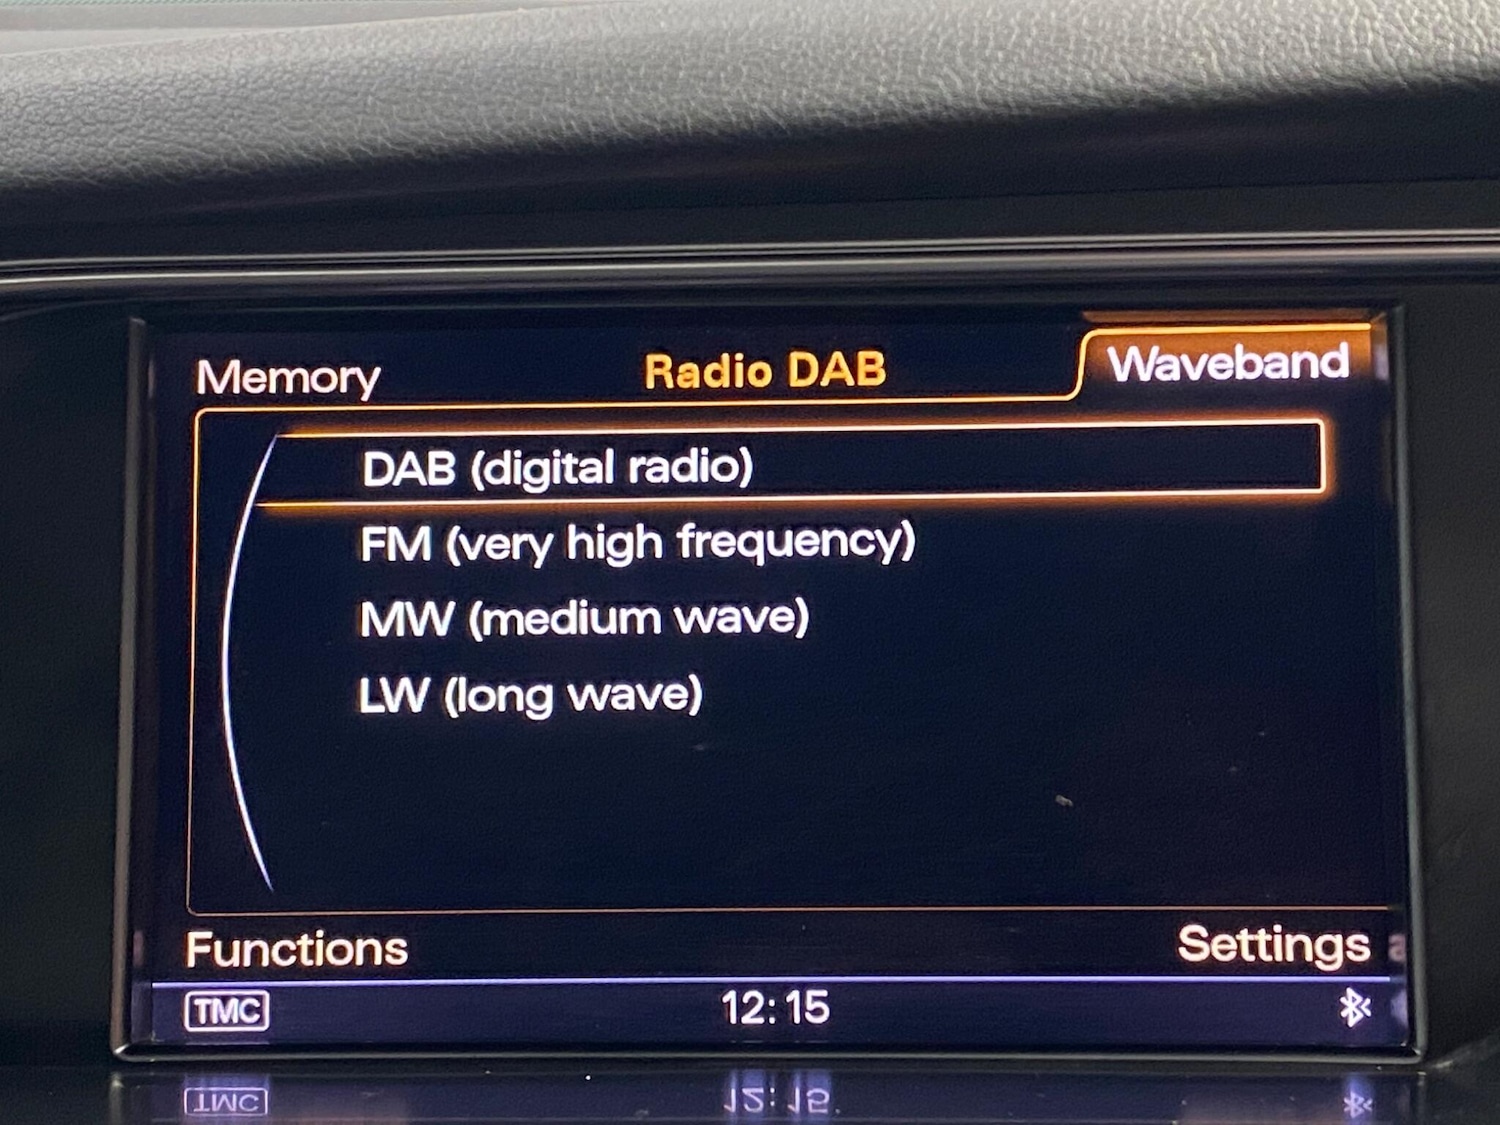 Memory
Radio DAB
Waveband
DAB (digital radio)
FM (very high frequency)
MW (medium wave)
LW (long wave)
Functions
Settings
TMC
12:15